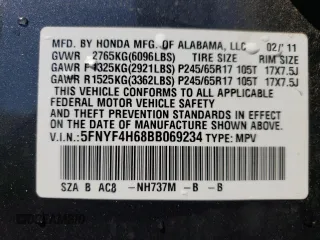 MFD. BY HONDA MFG. OF ALABAMA, LLC 02/ 11
GVWR 2765KG(6096LBS) TIRE SIZE RIM SIZE
GAWR F 1325KG(2921LBS) P245/65R17 105T 17X7.5J
GAWR R 1525KG(3362LBS) P245/65R17 105T 17X7.5J
THIS VEHICLE CONFORMS TO ALL APPLICABLE
FEDERAL MOTOR VEHICLE SAFETY AND THEFT
PREVENTION STANDARDS IN EFFECT ON THE DATE
OF MANUFACTURE SHOWN ABOVE.
V.I.N.: 5FNYF4H68BB069234 TYPE: MPV
SZA B AC8 -NH737M -B -B